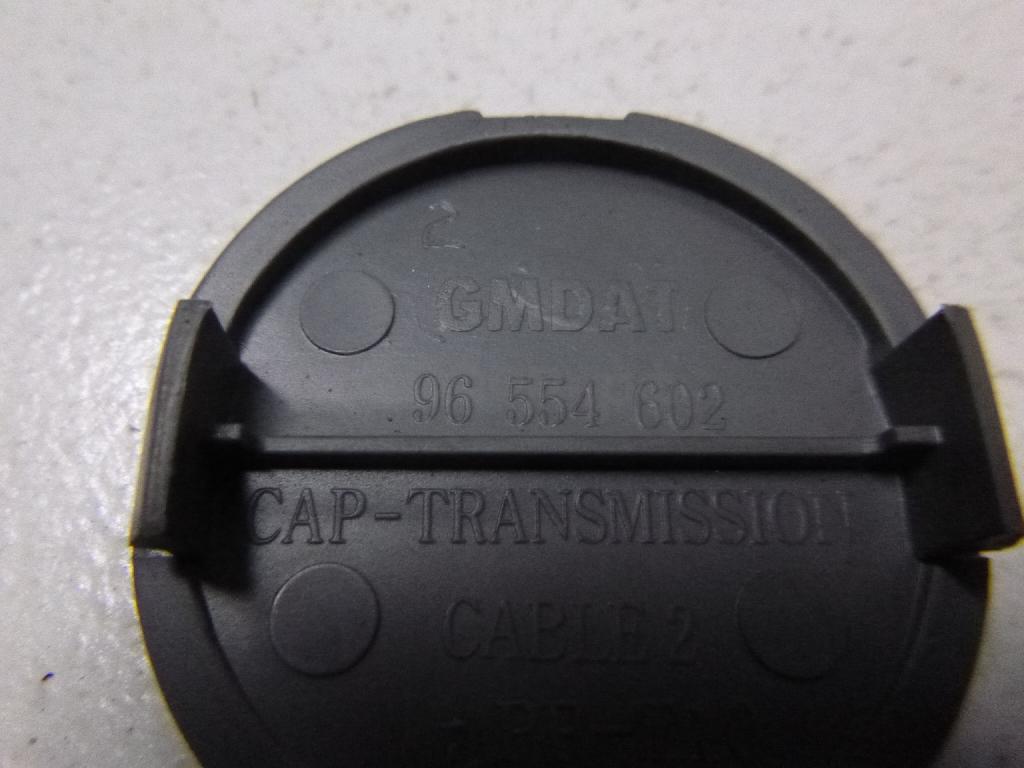 2
GMDAT
96 554 602
CAP-TRANSMISSION
CABLE 2